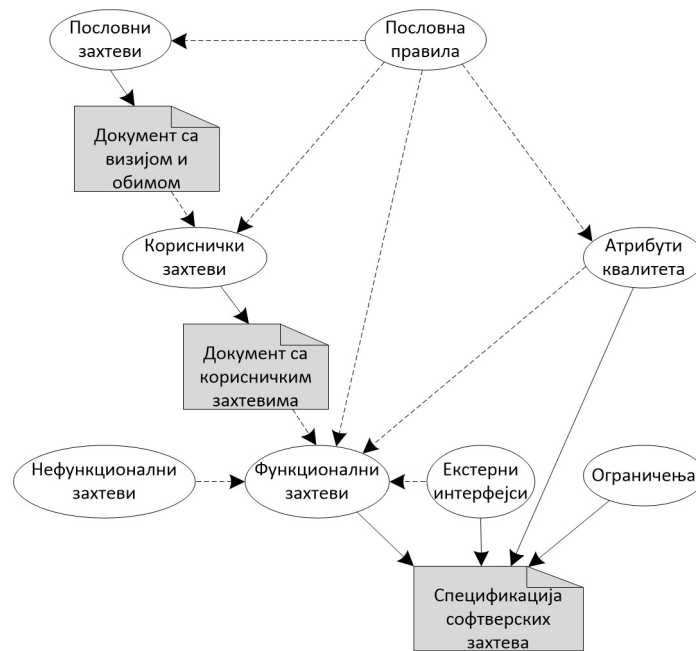 Пословни
захтеви
Пословна
правила
Документ са
визијом и
обимом
Кориснички
захтеви
Атрибути
квалитета
Документ са
корисничким
захтевима
Нефункционални
захтеви
Функционални
захтеви
Екстерни
интерфејси
Ограничења
Спецификација
софтверских
захтева